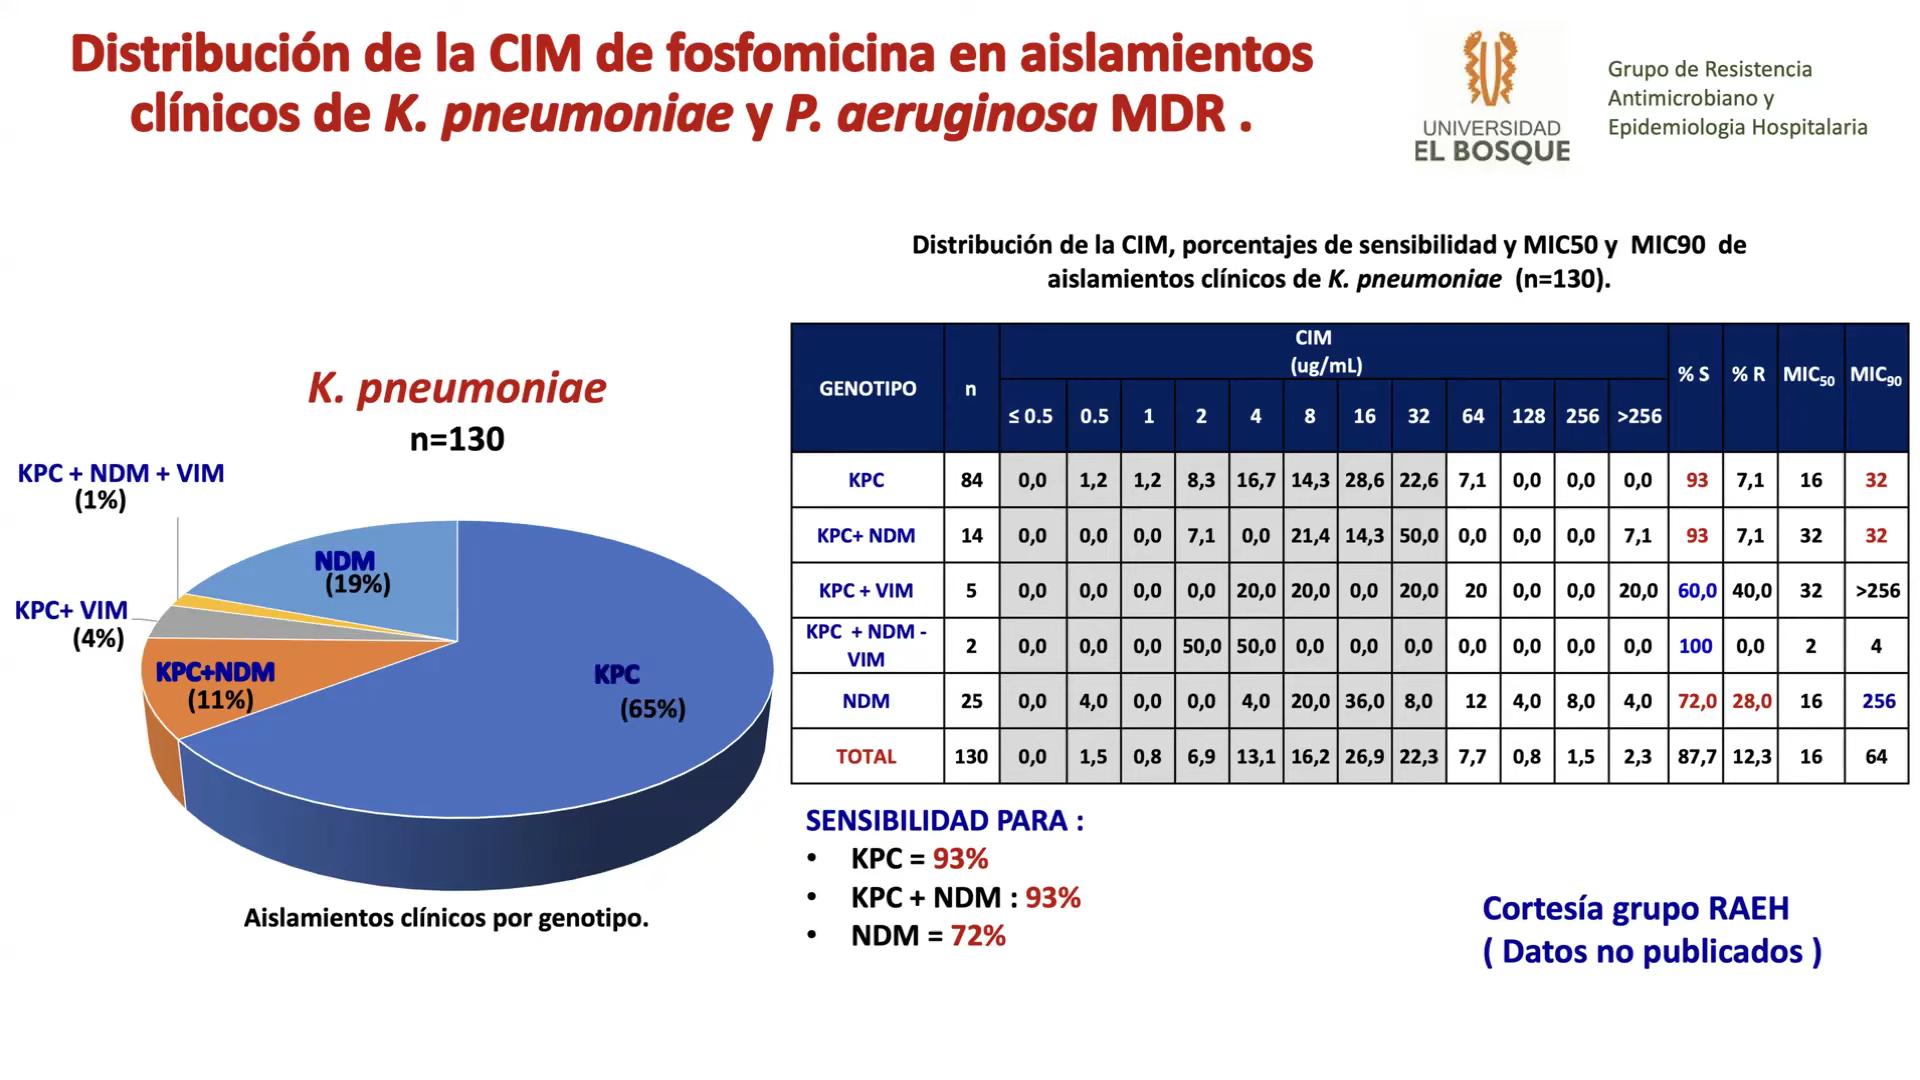 Distribución de la CIM de fosfomicina en aislamientos
clínicos de K. pneumoniae y P. aeruginosa MDR .
UNIVERSIDAD
EL BOSQUE
Grupo de Resistencia
Antimicrobiano y
Epidemiologia Hospitalaria
K. pneumoniae
n=130
KPC + NDM + VIM
(1%)
NDM
(19%)
KPC+ VIM
(4%)
KPC+NDM
(11%)
KPC
(65%)
Aislamientos clínicos por genotipo.
Distribución de la CIM, porcentajes de sensibilidad y MIC50 y MIC90 de
aislamientos clínicos de K. pneumoniae (n=130).
GENOTIPO n CIM (ug/mL) % S % R MIC50 MIC90
≤ 0.5 0.5 1 2 4 8 16 32 64 128 256 >256
KPC 84 0,0 1,2 1,2 8,3 16,7 14,3 28,6 22,6 7,1 0,0 0,0 0,0 93 7,1 16 32
KPC+ NDM 14 0,0 0,0 0,0 7,1 0,0 21,4 14,3 50,0 0,0 0,0 0,0 7,1 93 7,1 32 32
KPC + VIM 5 0,0 0,0 0,0 0,0 20,0 20,0 0,0 20,0 20 0,0 0,0 20,0 60,0 40,0 32 >256
KPC + NDM - VIM 2 0,0 0,0 0,0 50,0 50,0 0,0 0,0 0,0 0,0 0,0 0,0 0,0 100 0,0 2 4
NDM 25 0,0 4,0 0,0 0,0 4,0 20,0 36,0 8,0 12 4,0 8,0 4,0 72,0 28,0 16 256
TOTAL 130 0,0 1,5 0,8 6,9 13,1 16,2 26,9 22,3 7,7 0,8 1,5 2,3 87,7 12,3 16 64
SENSIBILIDAD PARA :
• KPC = 93%
• KPC + NDM : 93%
• NDM = 72%
Cortesía grupo RAEH
( Datos no publicados )